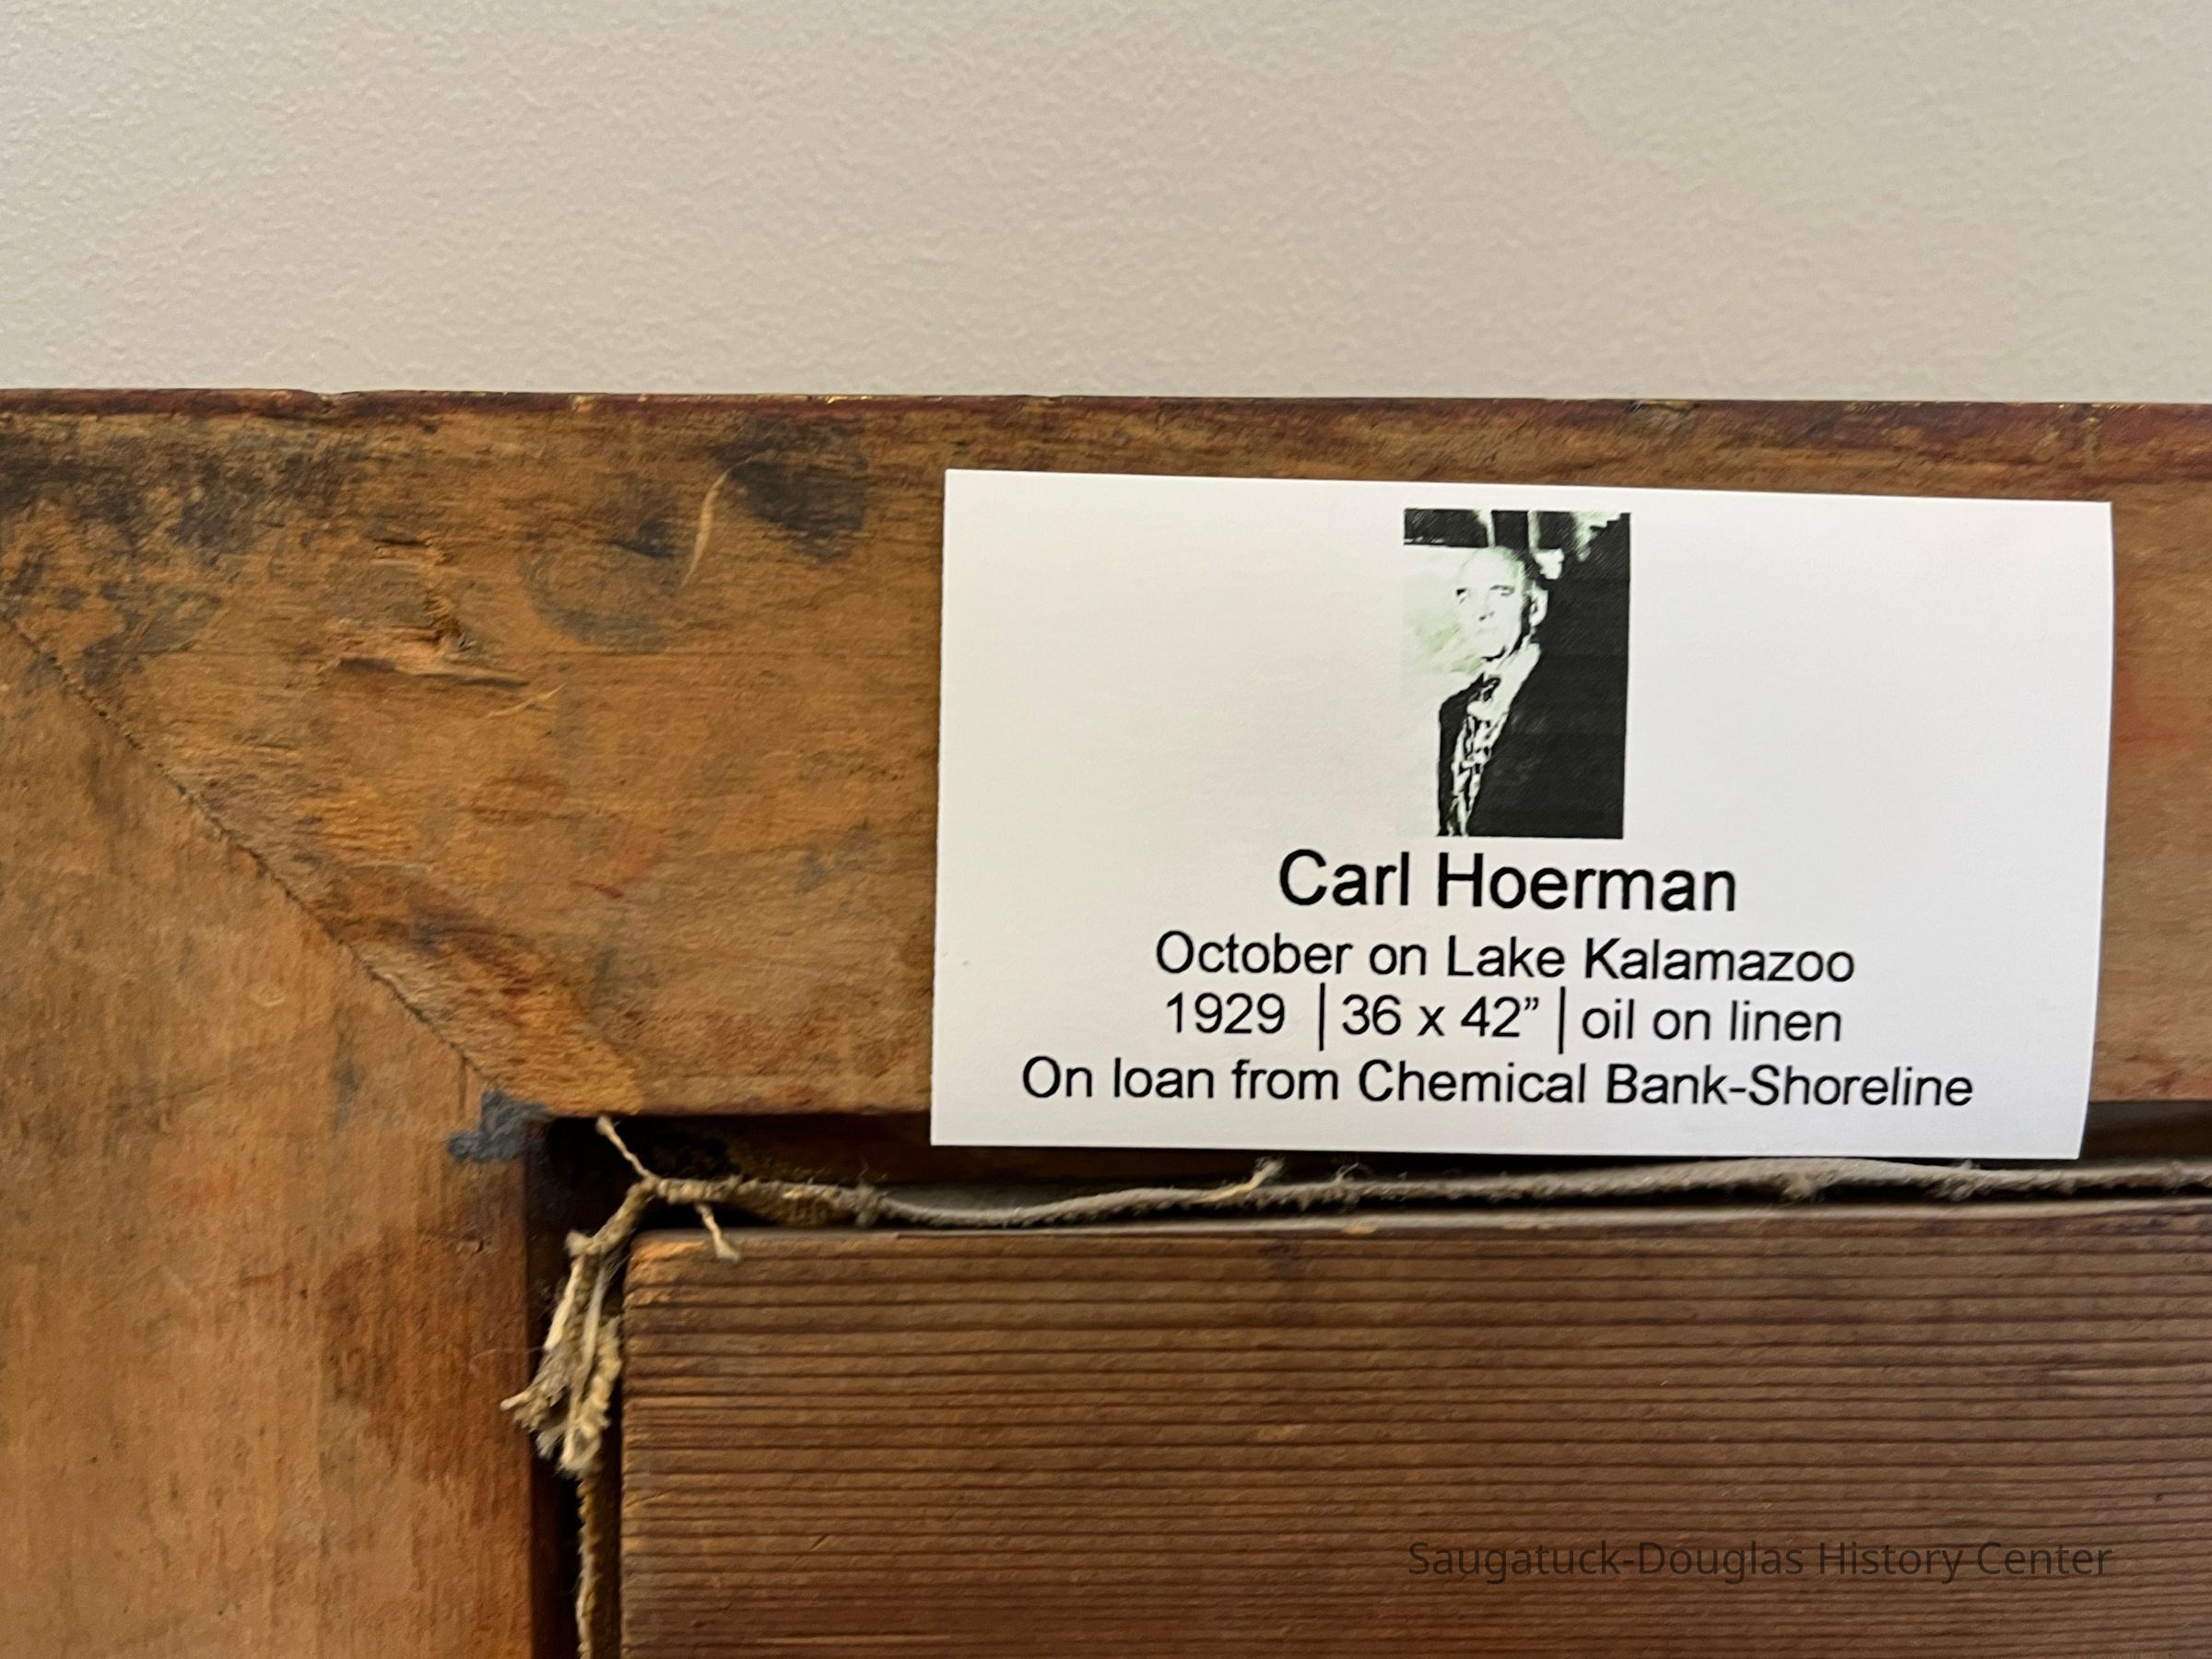 Carl Hoerman
October on Lake Kalamazoo
1929 | 36 x 42” | oil on linen
On loan from Chemical Bank-Shoreline
Saugatuck-Douglas History Center